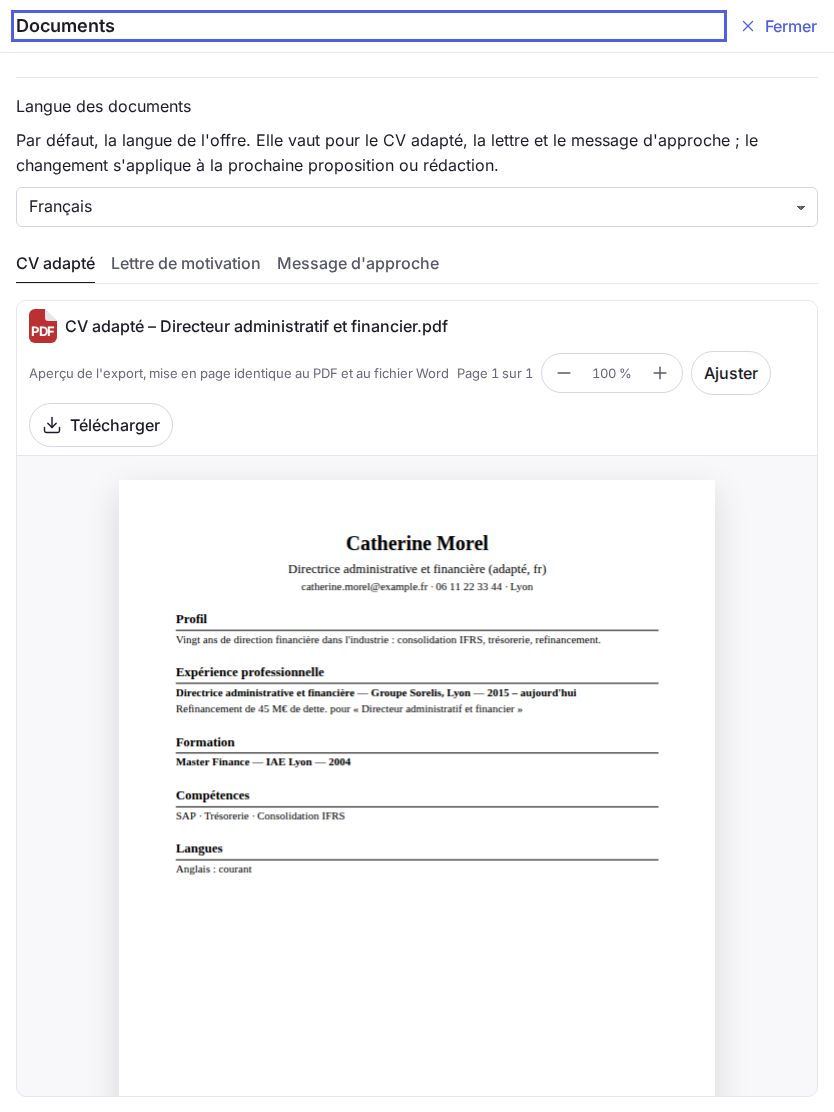 Documents
Fermer
Langue des documents
Par défaut, la langue de l'offre. Elle vaut pour le CV adapté, la lettre et le message d'approche ; le
changement s'applique à la prochaine proposition ou rédaction.
Français
CV adapté Lettre de motivation Message d'approche
PDF CV adapté – Directeur administratif et financier.pdf
Aperçu de l'export, mise en page identique au PDF et au fichier Word Page 1 sur 1 − 100 % + Ajuster
Télécharger
Catherine Morel
Directrice administrative et financière (adapté, fr)
catherine.morel@example.fr · 06 11 22 33 44 · Lyon
Profil
Vingt ans de direction financière dans l'industrie : consolidation IFRS, trésorerie, refinancement.
Expérience professionnelle
Directrice administrative et financière — Groupe Sorelis, Lyon — 2015 – aujourd'hui
Refinancement de 45 M€ de dette. pour « Directeur administratif et financier »
Formation
Master Finance — IAE Lyon — 2004
Compétences
SAP · Trésorerie · Consolidation IFRS
Langues
Anglais : courant